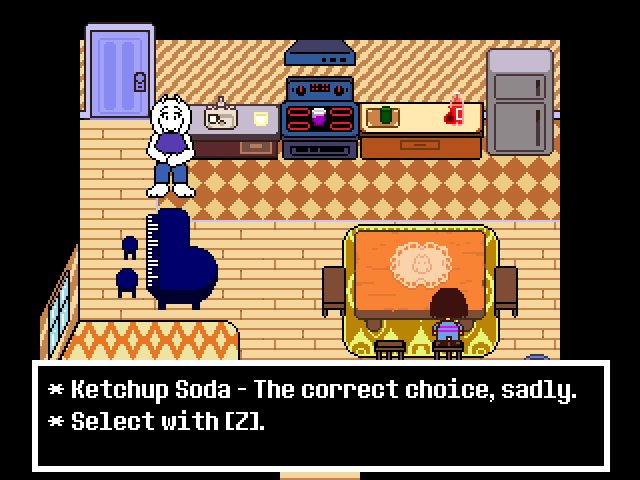 * Ketchup Soda - The correct choice, sadly.
* Select with [Z].